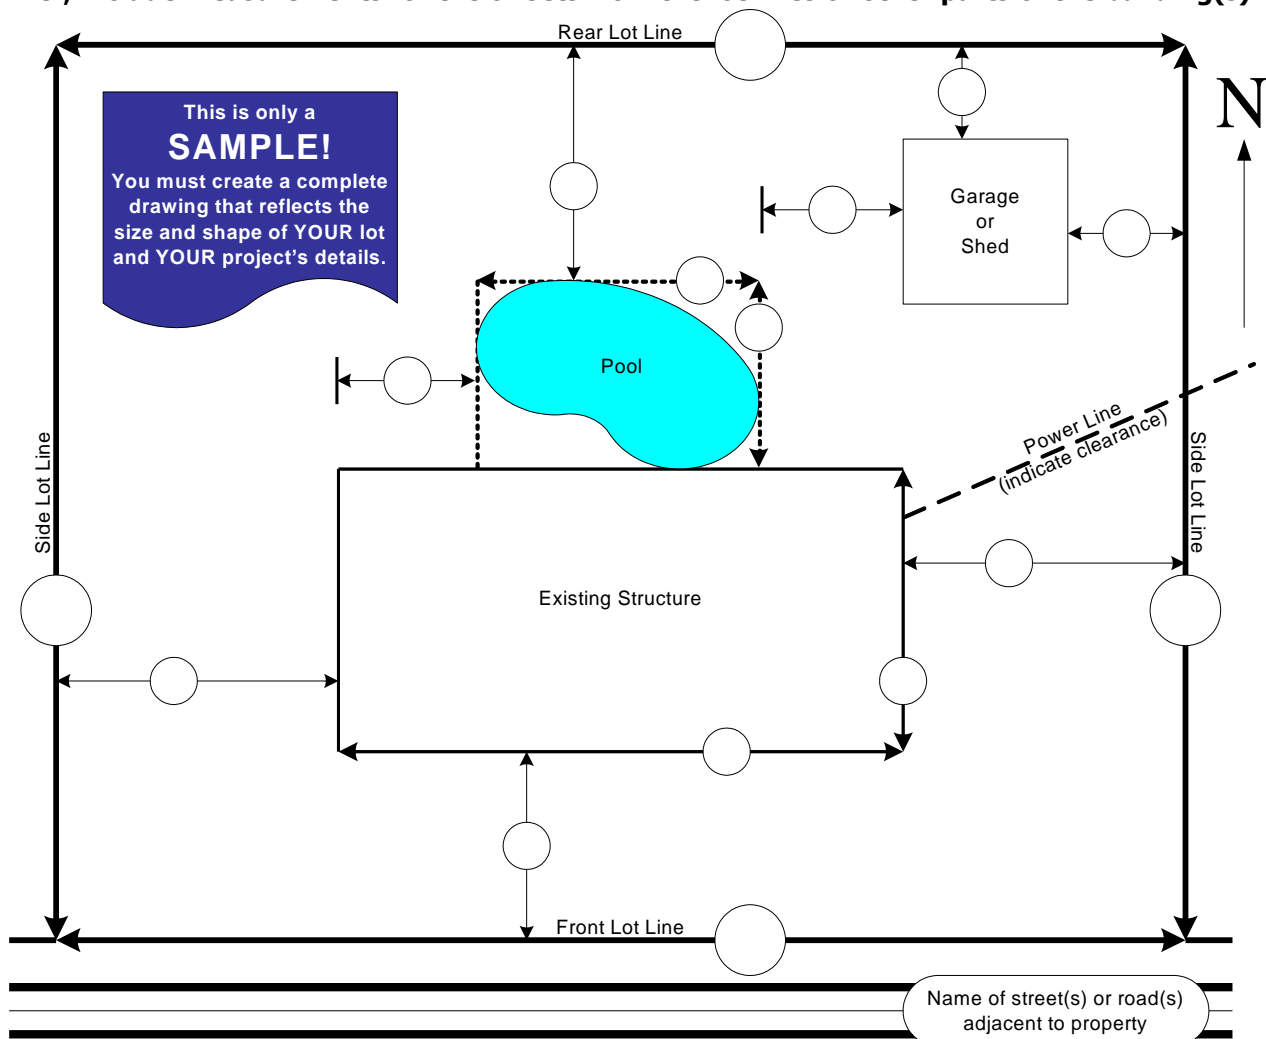 Rear Lot Line
N
This is only a
SAMPLE!
You must create a complete
drawing that reflects the
size and shape of YOUR lot
and YOUR project's details.
Garage
or
Shed
Pool
Power Line
(indicate clearance)
Side Lot Line
Side Lot Line
Existing Structure
Front Lot Line
Name of street(s) or road(s)
adjacent to property